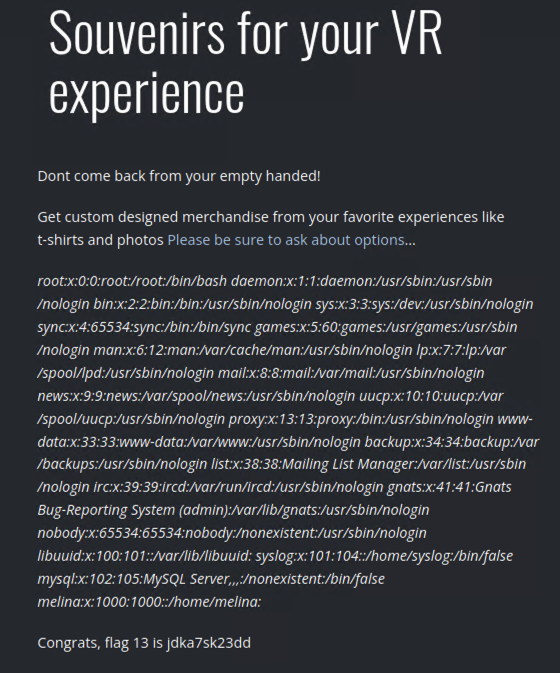 Souvenirs for your VR
experience
Dont come back from your empty handed!
Get custom designed merchandise from your favorite experiences like
t-shirts and photos Please be sure to ask about options...
root:x:0:0:root:/root:/bin/bash daemon:x:1:1:daemon:/usr/sbin:/usr/sbin
/nologin bin:x:2:2:bin:/bin:/usr/sbin/nologin sys:x:3:3:sys:/dev:/usr/sbin/nologin
sync:x:4:65534:sync:/bin:/bin/sync games:x:5:60:games:/usr/games:/usr/sbin
/nologin man:x:6:12:man:/var/cache/man:/usr/sbin/nologin lp:x:7:7:lp:/var
/spool/lpd:/usr/sbin/nologin mail:x:8:8:mail:/var/mail:/usr/sbin/nologin
news:x:9:9:news:/var/spool/news:/usr/sbin/nologin uucp:x:10:10:uucp:/var
/spool/uucp:/usr/sbin/nologin proxy:x:13:13:proxy:/bin:/usr/sbin/nologin www-
data:x:33:33:www-data:/var/www:/usr/sbin/nologin backup:x:34:34:backup:/var
/backups:/usr/sbin/nologin list:x:38:38:Mailing List Manager:/var/list:/usr/sbin
/nologin irc:x:39:39:ircd:/var/run/ircd:/usr/sbin/nologin gnats:x:41:41:Gnats
Bug-Reporting System (admin):/var/lib/gnats:/usr/sbin/nologin
nobody:x:65534:65534:nobody:/nonexistent:/usr/sbin/nologin
libuuid:x:100:101::/var/lib/libuuid: syslog:x:101:104::/home/syslog:/bin/false
mysql:x:102:105:MySQL Server,,,:/nonexistent:/bin/false
melina:x:1000:1000::/home/melina:
Congrats, flag 13 is jdka7sk23dd